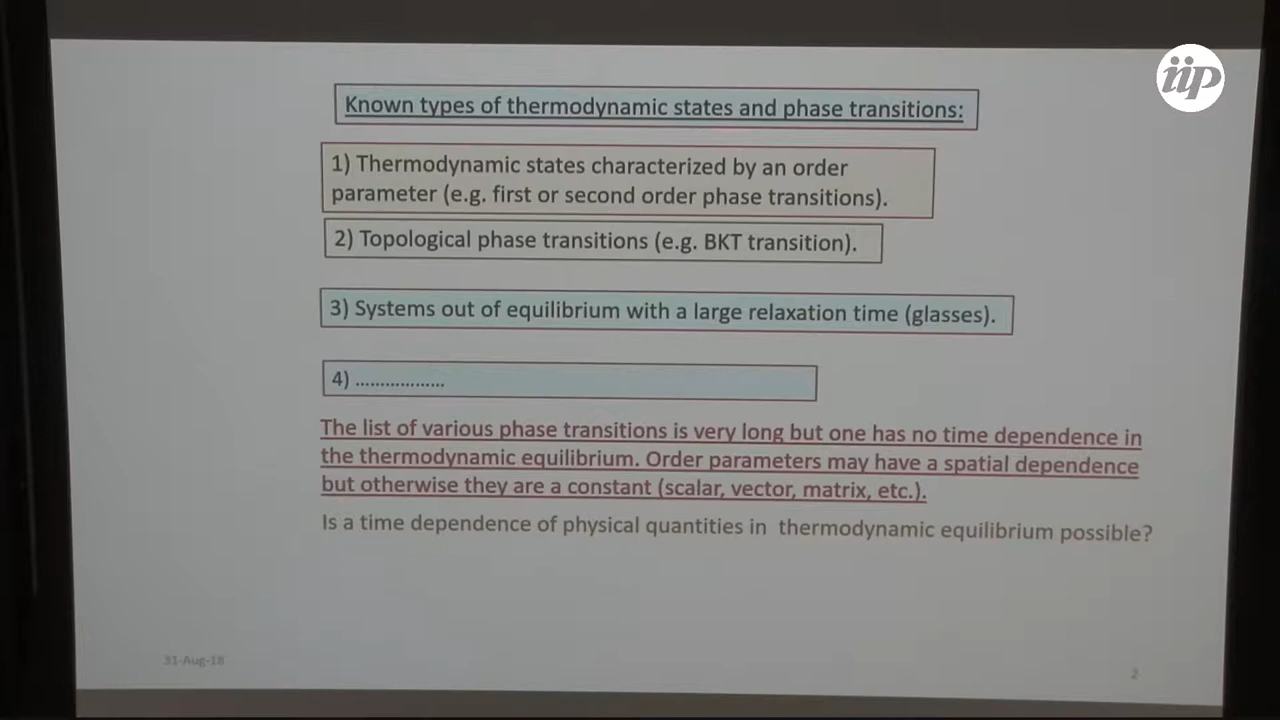 iip
Known types of thermodynamic states and phase transitions:
1) Thermodynamic states characterized by an order
parameter (e.g. first or second order phase transitions).
2) Topological phase transitions (e.g. BKT transition).
3) Systems out of equilibrium with a large relaxation time (glasses).
4) ..................
The list of various phase transitions is very long but one has no time dependence in
the thermodynamic equilibrium. Order parameters may have a spatial dependence
but otherwise they are a constant (scalar, vector, matrix, etc.).
Is a time dependence of physical quantities in thermodynamic equilibrium possible?
31-Aug-18
2